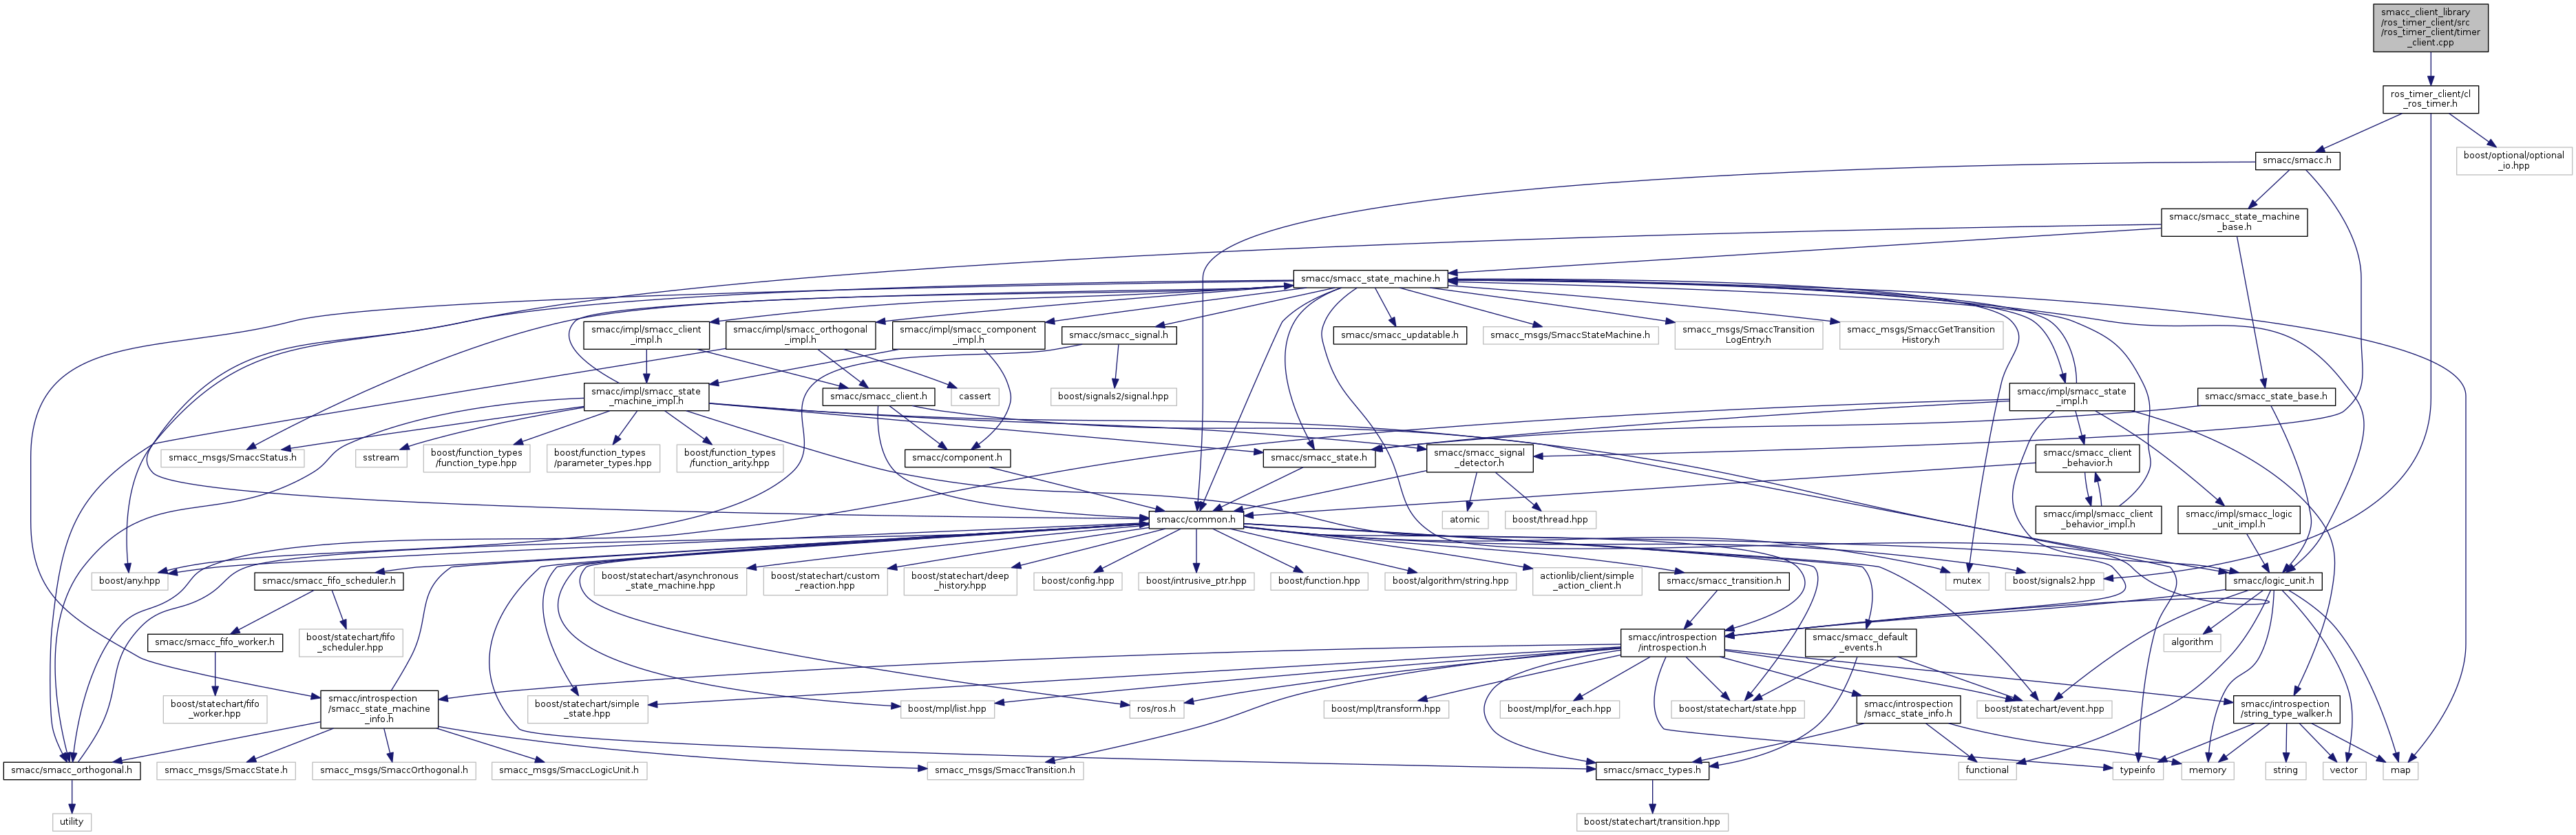 smacc_client_library
/ros_timer_client/src
/ros_timer_client/timer
_client.cpp
ros_timer_client/cl
_ros_timer.h
smacc/smacc.h
boost/optional/optional
_io.hpp
smacc/smacc_state_machine
_base.h
smacc/smacc_state_machine.h
smacc/impl/smacc_client
_impl.h
smacc/impl/smacc_orthogonal
_impl.h
smacc/impl/smacc_component
_impl.h
smacc/smacc_signal.h
smacc/smacc_updatable.h
smacc_msgs/SmaccStateMachine.h
smacc_msgs/SmaccTransition
LogEntry.h
smacc_msgs/SmaccGetTransition
History.h
smacc/impl/smacc_state
_machine_impl.h
smacc/smacc_client.h
cassert
boost/signals2/signal.hpp
smacc/impl/smacc_state
_impl.h
smacc/smacc_state_base.h
smacc_msgs/SmaccStatus.h
sstream
boost/function_types
/function_type.hpp
boost/function_types
/parameter_types.hpp
boost/function_types
/function_arity.hpp
smacc/component.h
smacc/smacc_state.h
smacc/smacc_signal
_detector.h
smacc/smacc_client
_behavior.h
smacc/common.h
atomic
boost/thread.hpp
smacc/impl/smacc_client
_behavior_impl.h
smacc/impl/smacc_logic
_unit_impl.h
boost/any.hpp
smacc/smacc_fifo_scheduler.h
boost/statechart/asynchronous
_state_machine.hpp
boost/statechart/custom
_reaction.hpp
boost/statechart/deep
_history.hpp
boost/config.hpp
boost/intrusive_ptr.hpp
boost/function.hpp
boost/algorithm/string.hpp
actionlib/client/simple
_action_client.h
smacc/smacc_transition.h
mutex
boost/signals2.hpp
smacc/logic_unit.h
smacc/smacc_fifo_worker.h
boost/statechart/fifo
_scheduler.hpp
smacc/introspection
/introspection.h
smacc/smacc_default
_events.h
algorithm
boost/statechart/fifo
_worker.hpp
smacc/introspection
/smacc_state_machine
_info.h
boost/statechart/simple
_state.hpp
boost/mpl/list.hpp
ros/ros.h
boost/mpl/transform.hpp
boost/mpl/for_each.hpp
boost/statechart/state.hpp
smacc/introspection
/smacc_state_info.h
boost/statechart/event.hpp
smacc/introspection
/string_type_walker.h
smacc/smacc_orthogonal.h
smacc_msgs/SmaccState.h
smacc_msgs/SmaccOrthogonal.h
smacc_msgs/SmaccLogicUnit.h
smacc_msgs/SmaccTransition.h
smacc/smacc_types.h
functional
typeinfo
memory
string
vector
map
utility
boost/statechart/transition.hpp